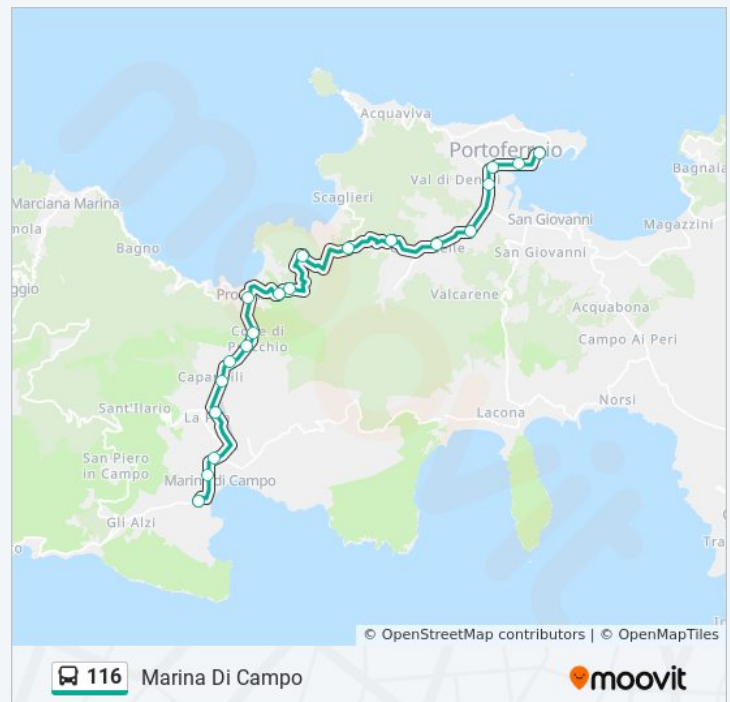 Acquaviva
Portoferraio
Val di Denari
Bagnaia
Scaglieri
Marciana Marina
San Giovanni
Magazzini
Bagno
San Giovanni
Valcarene
Acquabona
Campo Ai Peri
Norsi
Sant'Ilario
La Pila
Lacona
San Piero
in Campo
Marina di Campo
Gli Alzi
© OpenStreetMap contributors | © OpenMapTiles
116 Marina Di Campo
moovit